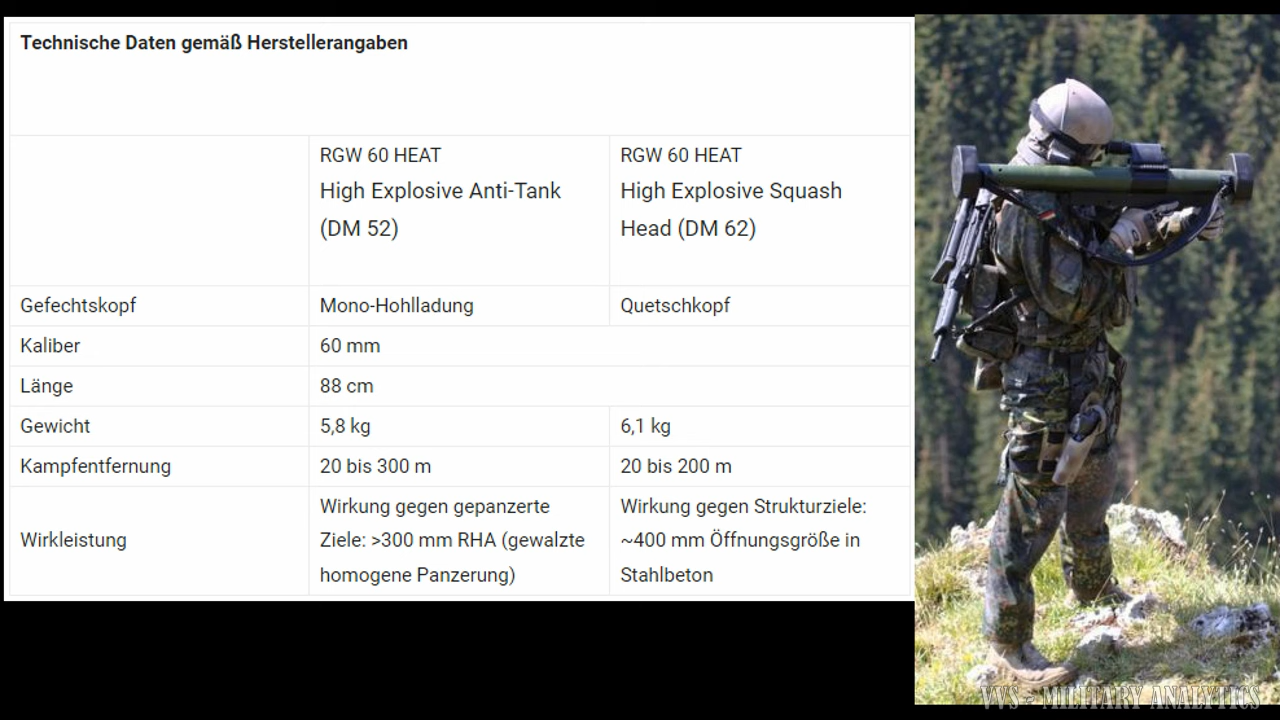 Technische Daten gemäß Herstellerangaben
RGW 60 HEAT
High Explosive Anti-Tank
(DM 52)
RGW 60 HEAT
High Explosive Squash
Head (DM 62)
Gefechtskopf
Mono-Hohlladung
Quetschkopf
Kaliber
60 mm
Länge
88 cm
Gewicht
5,8 kg
6,1 kg
Kampfentfernung
20 bis 300 m
20 bis 200 m
Wirkleistung
Wirkung gegen gepanzerte
Ziele: >300 mm RHA (gewalzte
homogene Panzerung)
Wirkung gegen Strukturziele:
~400 mm Öffnungsgröße in
Stahlbeton
VVS - MILITARY ANALYTICS